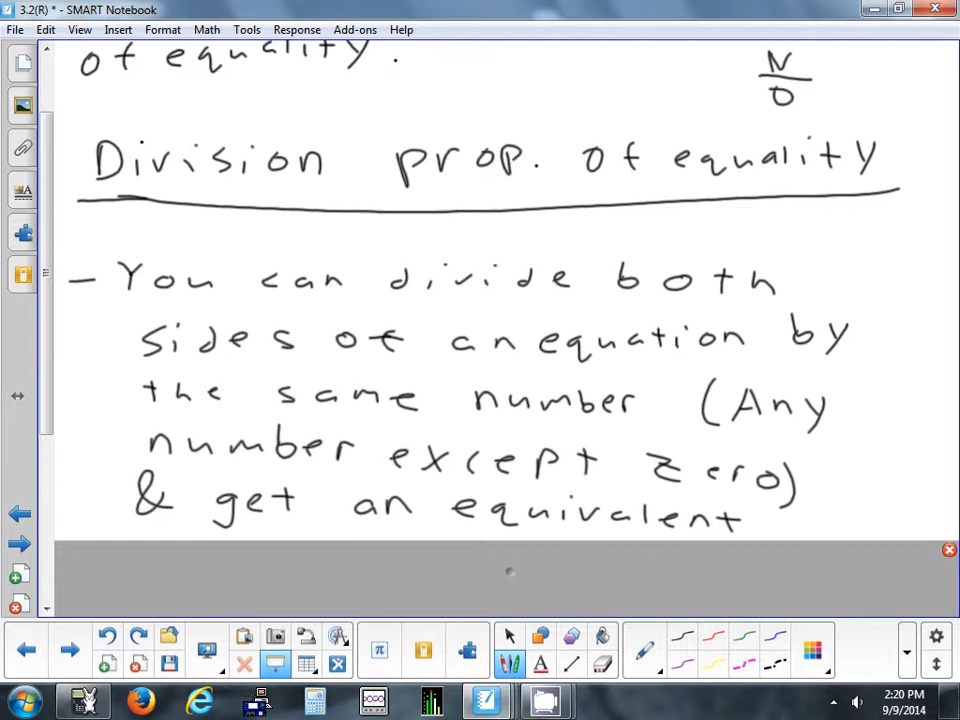 3.2(R) * - SMART Notebook
File Edit View Insert Format Math Tools Response Add-ons Help
of equality.
N
0
Division prop. of equality
- You can divide both
sides of an equation by
the same number (Any
number except zero)
& get an equivalent
2:20 PM
9/9/2014